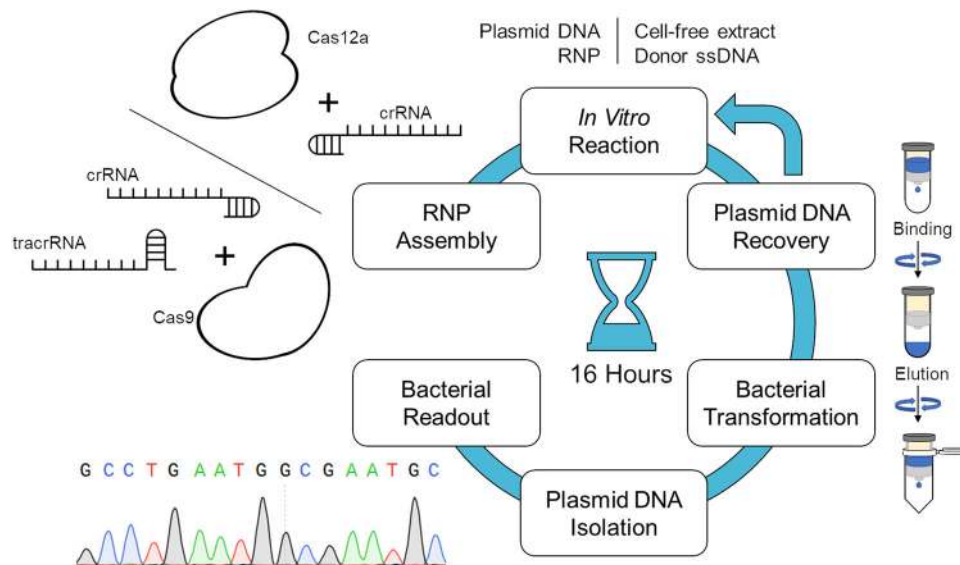 Cas12a
+
crRNA
crRNA
tracrRNA
+
Cas9
Plasmid DNA
RNP
Cell-free extract
Donor ssDNA
In Vitro
Reaction
RNP
Assembly
Plasmid DNA
Recovery
Binding
16 Hours
Elution
Bacterial
Readout
Bacterial
Transformation
Plasmid DNA
Isolation
G C C T G A A T G G C G A A T G C